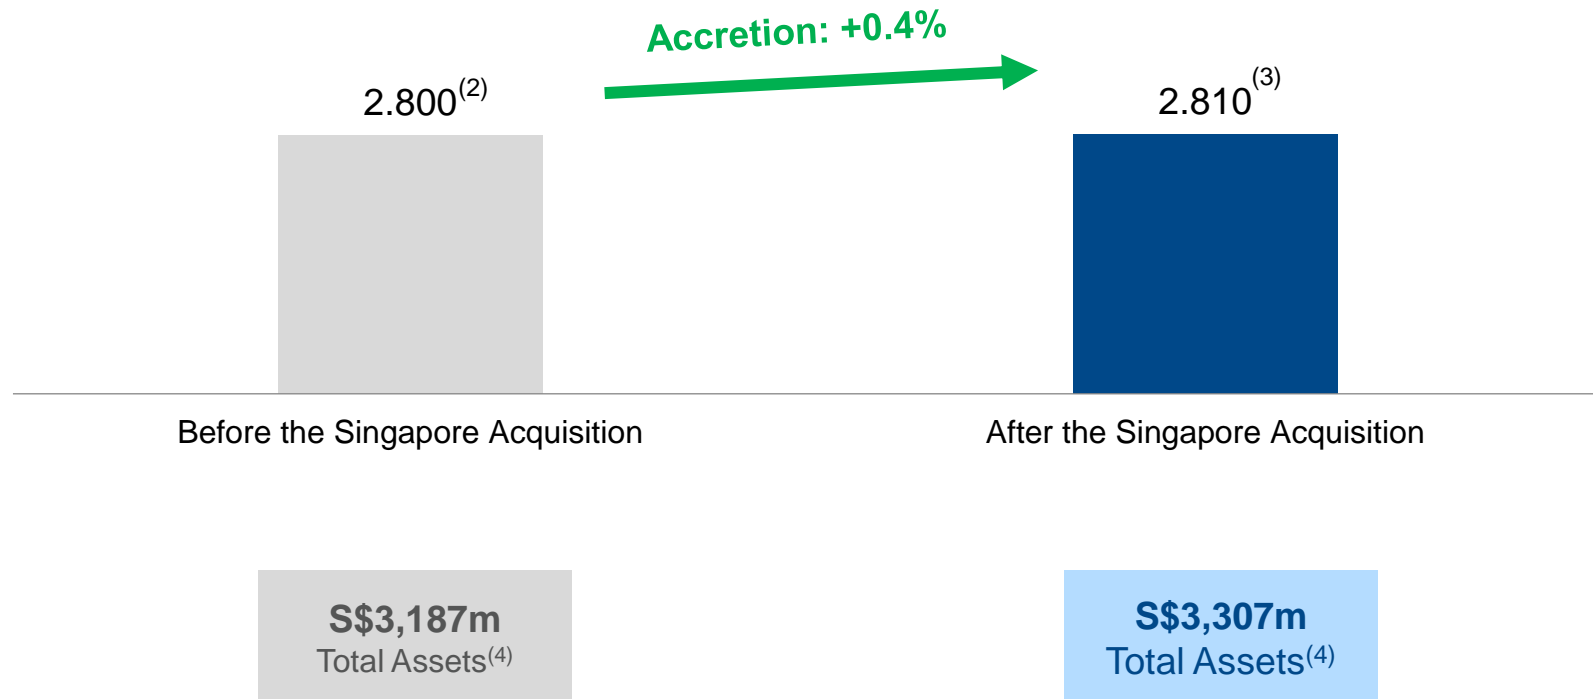 Accretion: +0.4%
2.800(2)
2.810(3)
Before the Singapore Acquisition
After the Singapore Acquisition
S$3,187m
Total Assets(4)
S$3,307m
Total Assets(4)